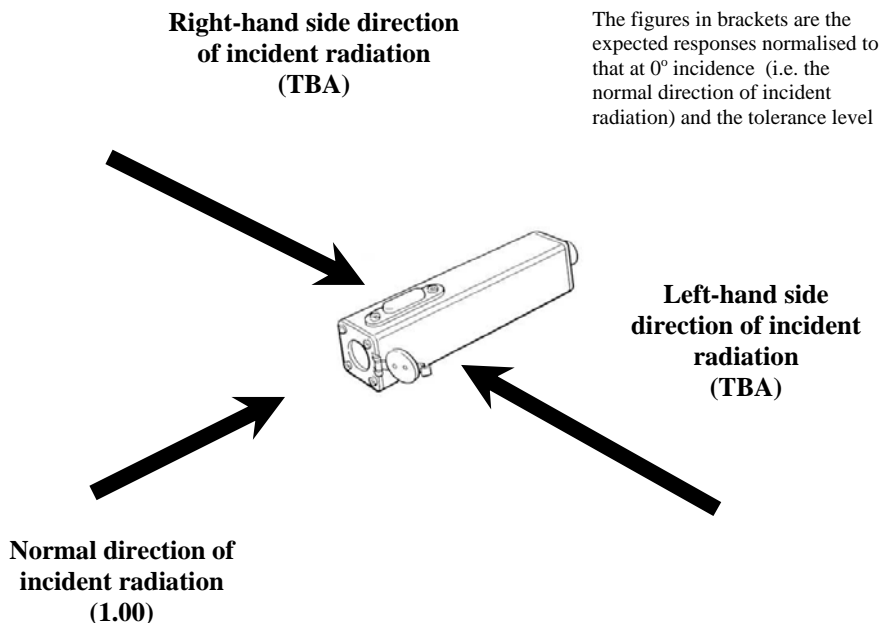 Right-hand side direction
of incident radiation
(TBA)
The figures in brackets are the
expected responses normalised to
that at 0° incidence (i.e. the
normal direction of incident
radiation) and the tolerance level
Left-hand side
direction of incident
radiation
(TBA)
Normal direction of
incident radiation
(1.00)